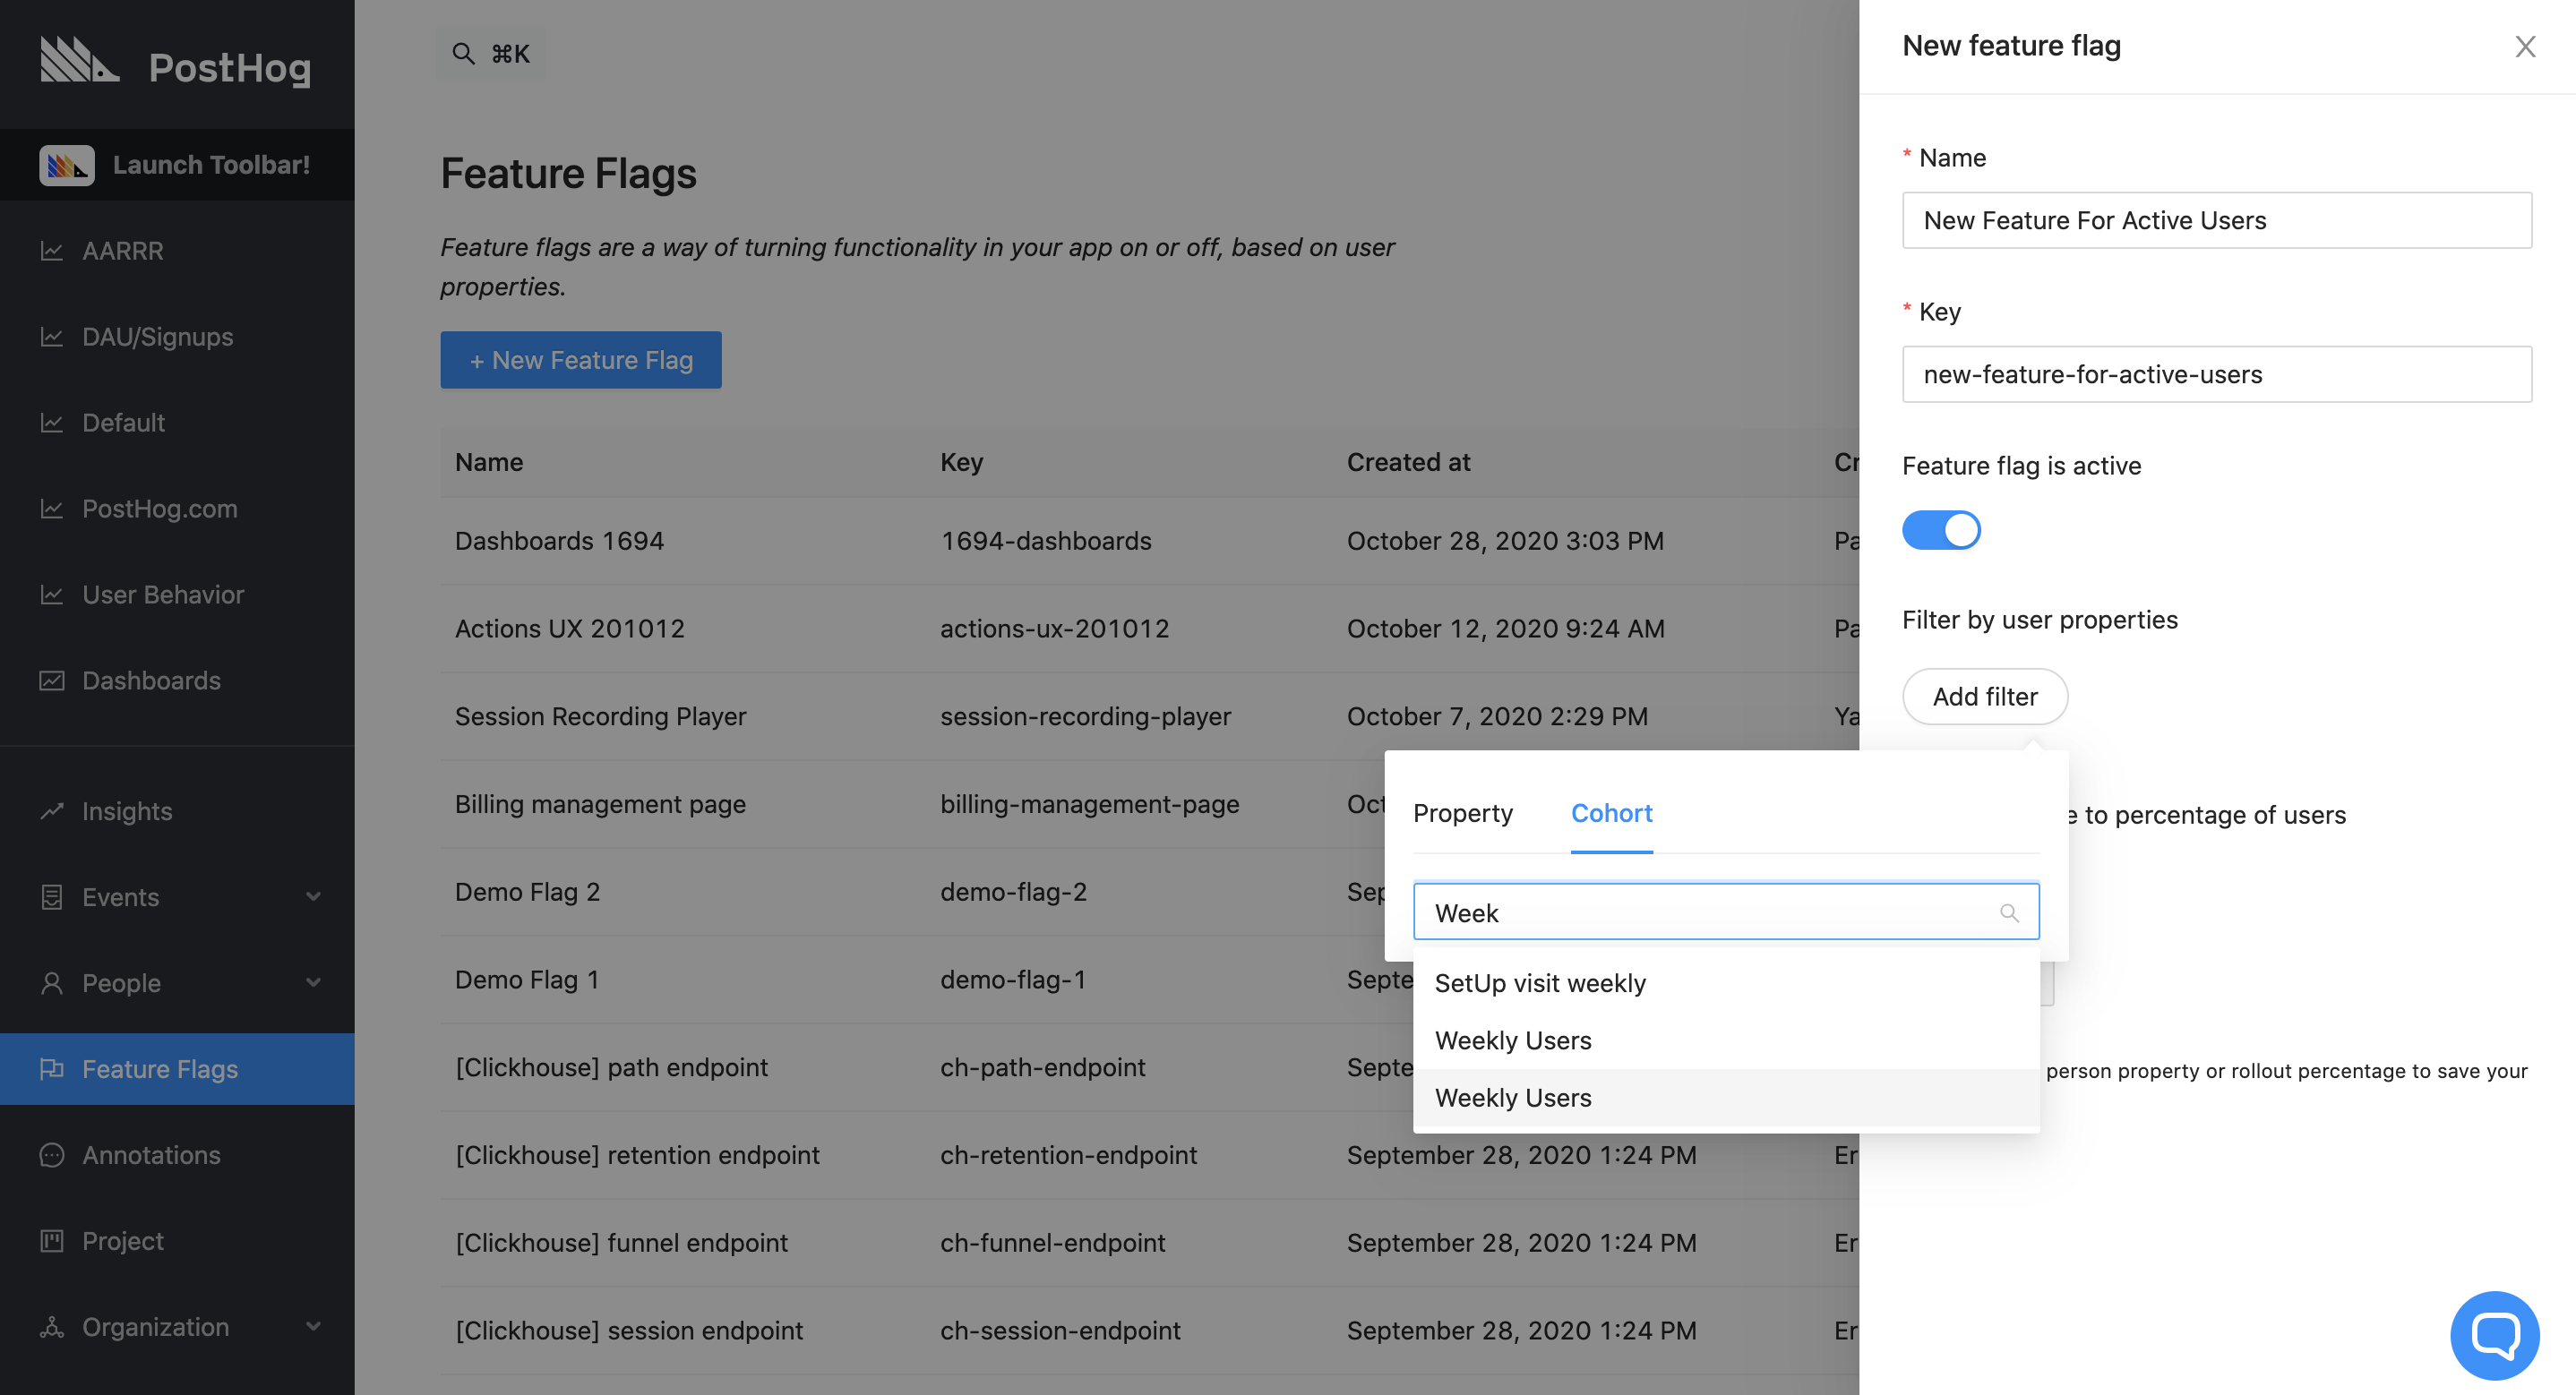 PostHog
Launch Toolbar!
AARRR
DAU/Signups
Default
PostHog.com
User Behavior
Dashboards
Insights
Events
People
Feature Flags
Annotations
Project
Organization
⌘K
Feature Flags
Feature flags are a way of turning functionality in your app on or off, based on user
properties.
+ New Feature Flag
Name Key Created at Cr
Dashboards 1694 1694-dashboards October 28, 2020 3:03 PM Pa
Actions UX 201012 actions-ux-201012 October 12, 2020 9:24 AM Pa
Session Recording Player session-recording-player October 7, 2020 2:29 PM Ya
Billing management page billing-management-page Oct
Demo Flag 2 demo-flag-2 Sep
Demo Flag 1 demo-flag-1 Septe
[Clickhouse] path endpoint ch-path-endpoint Septe
[Clickhouse] retention endpoint ch-retention-endpoint September 28, 2020 1:24 PM Er
[Clickhouse] funnel endpoint ch-funnel-endpoint September 28, 2020 1:24 PM Er
[Clickhouse] session endpoint ch-session-endpoint September 28, 2020 1:24 PM Er
New feature flag
* Name
New Feature For Active Users
* Key
new-feature-for-active-users
Feature flag is active
Filter by user properties
Add filter
Property Cohort
e to percentage of users
Week
SetUp visit weekly
Weekly Users
Weekly Users
person property or rollout percentage to save your